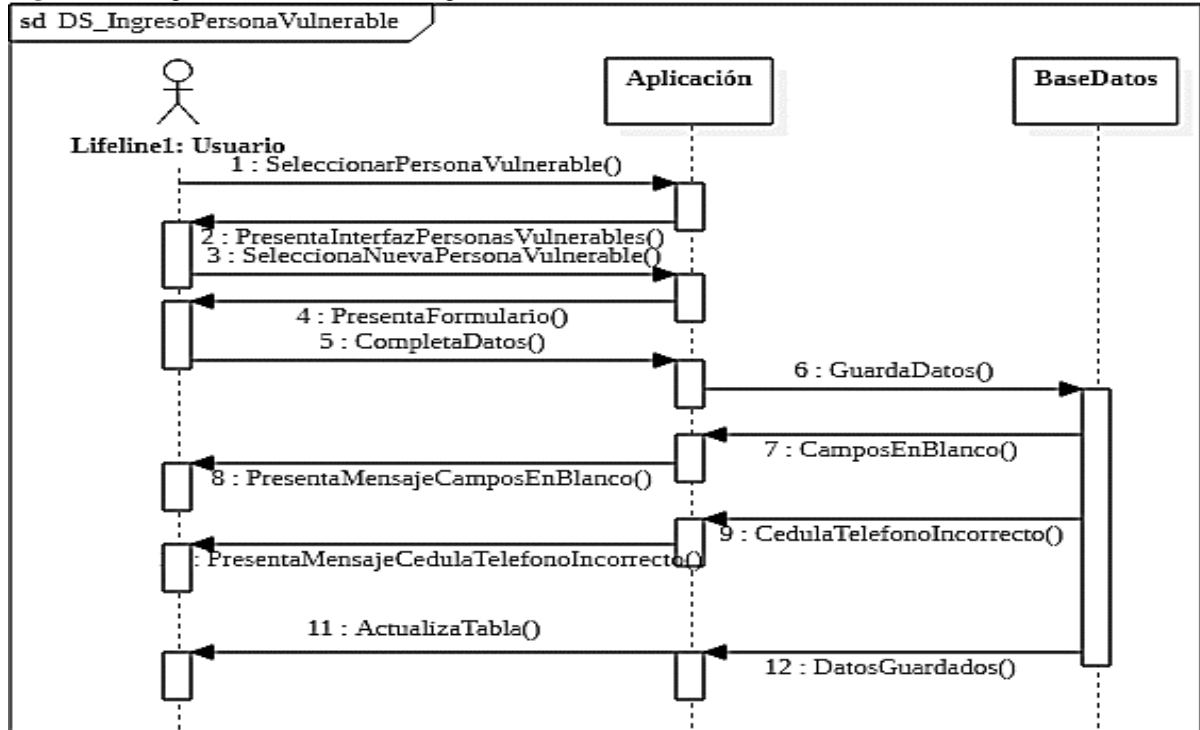 sd DS_IngresoPersonaVulnerable
Aplicación
BaseDatos
Lifeline1: Usuario
1 : SeleccionarPersonaVulnerable()
2 : PresentaInterfazPersonasVulnerables()
3 : SeleccionaNuevaPersonaVulnerable()
4 : PresentaFormulario()
5 : CompletaDatos()
6 : GuardaDatos()
7 : CamposEnBlanco()
8 : PresentaMensajeCamposEnBlanco()
9 : CedulaTelefonoIncorrecto()
: PresentaMensajeCedulaTelefonoIncorrecto()
11 : ActualizaTabla()
12 : DatosGuardados()